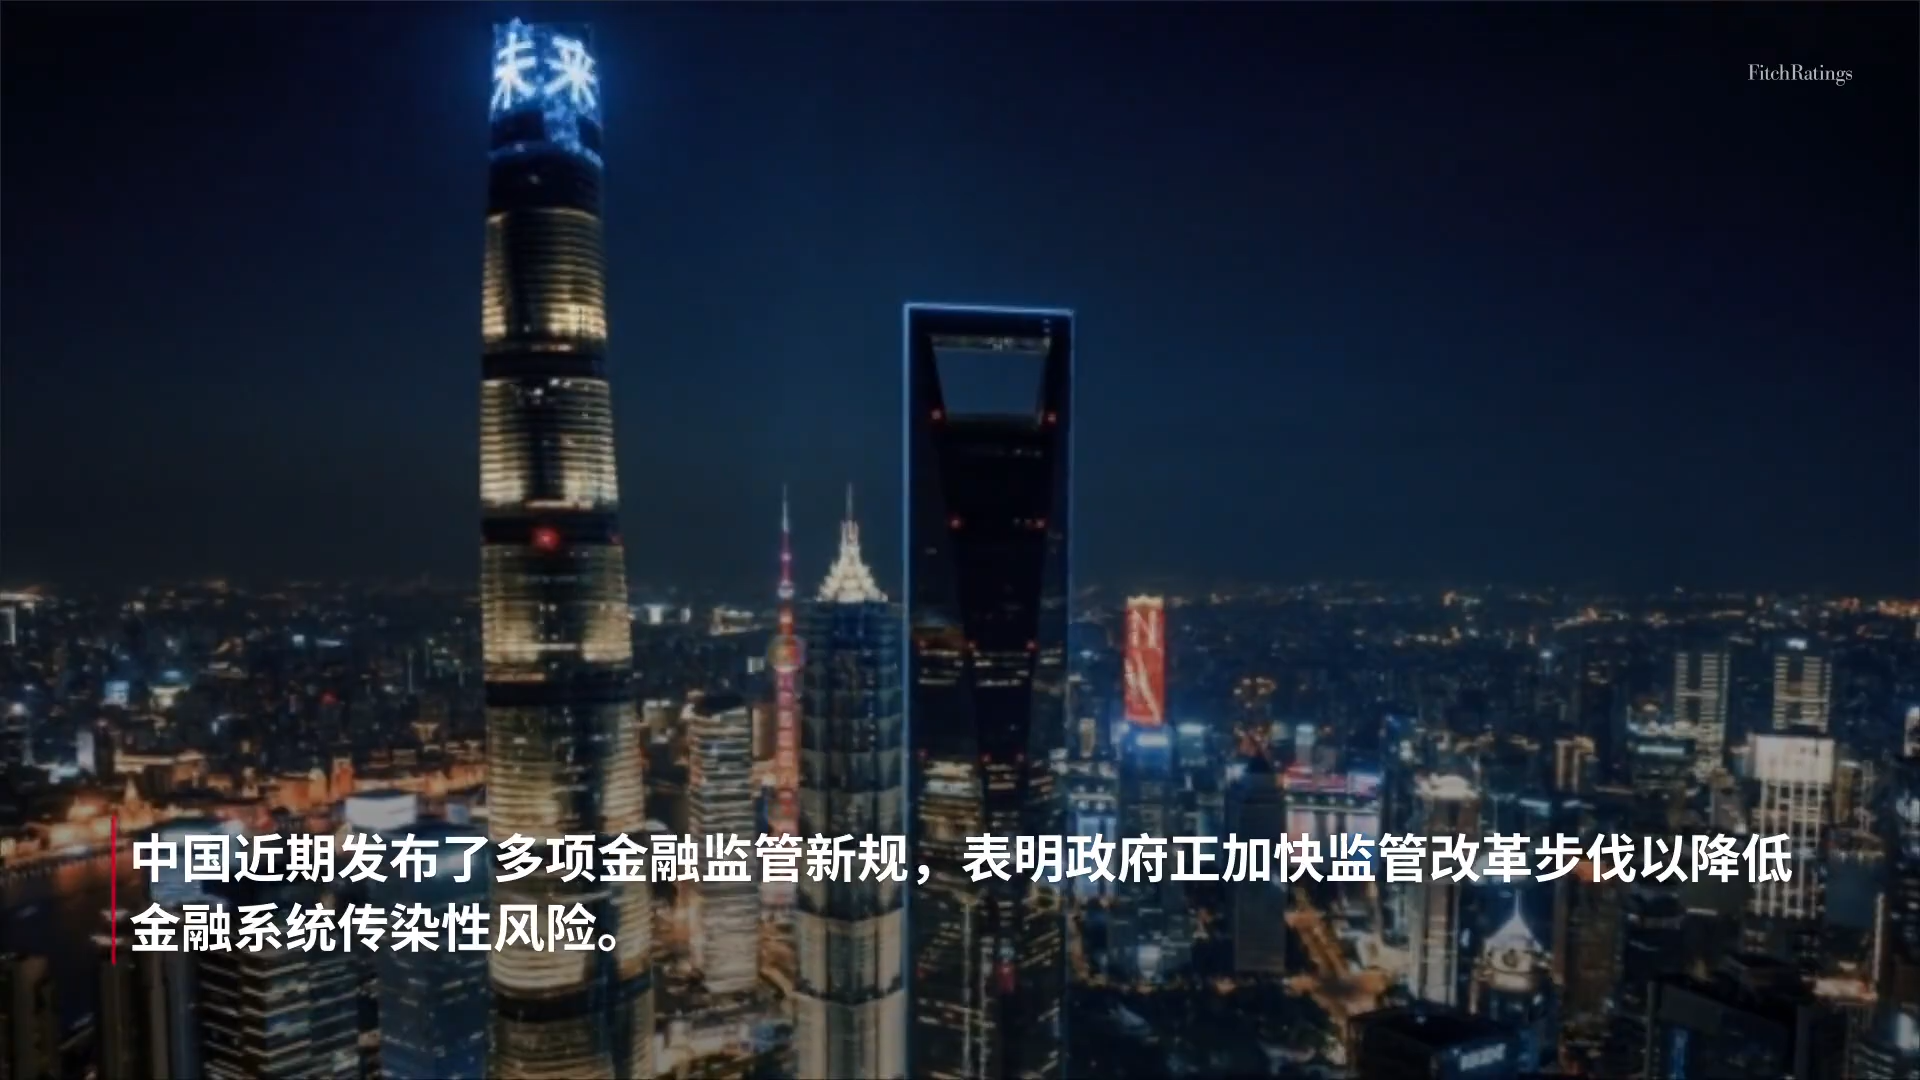 未来
FitchRatings
N
中国近期发布了多项金融监管新规，表明政府正加快监管改革步伐以降低
金融系统传染性风险。